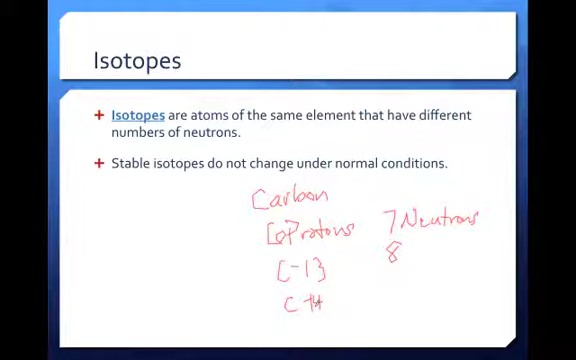 Isotopes
+ Isotopes are atoms of the same element that have different
numbers of neutrons.
+ Stable isotopes do not change under normal conditions.
Carbon
6 Protons 7 Neutrons
C-13 8
C-14